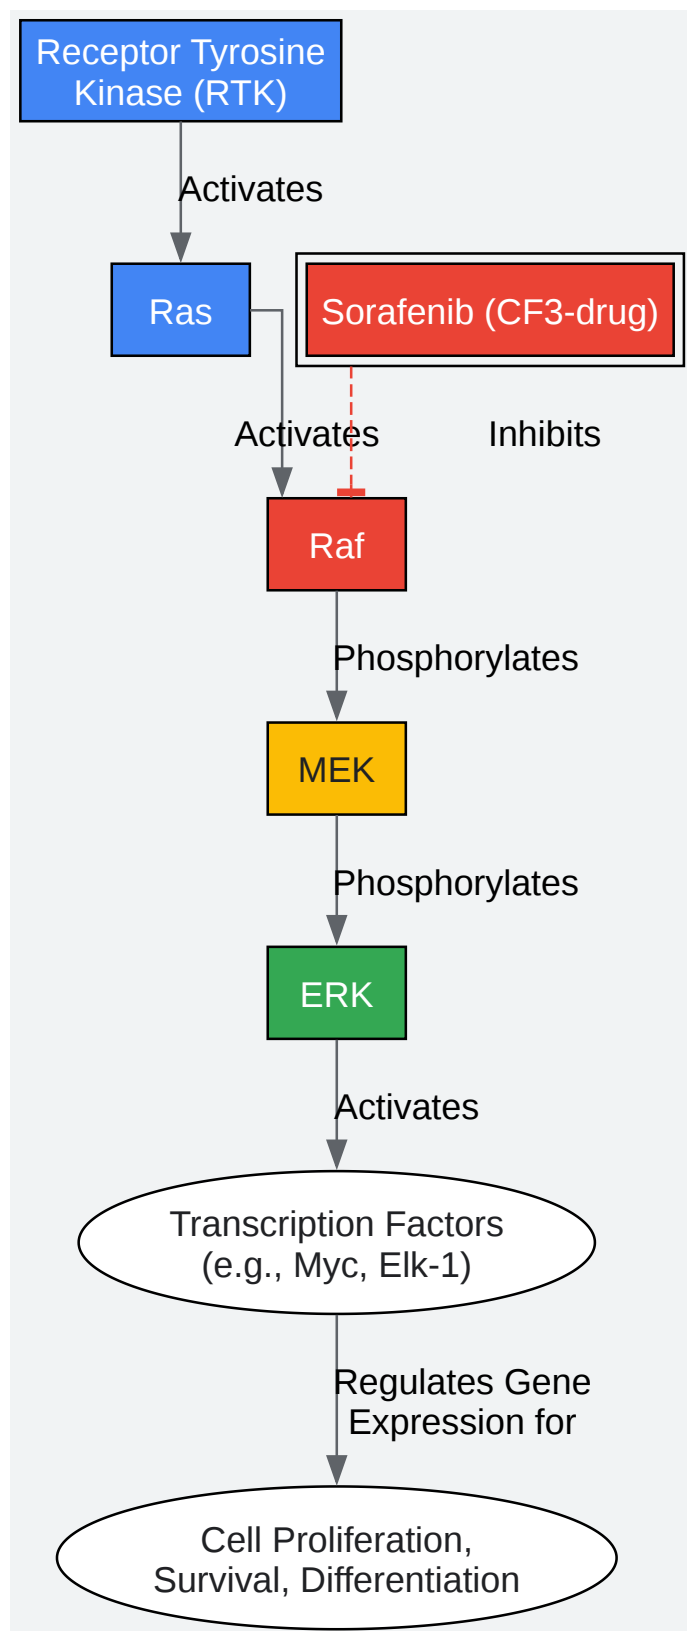 Receptor Tyrosine
Kinase (RTK)
Activates
Ras
Sorafenib (CF3-drug)
Activates
Inhibits
Raf
Phosphorylates
MEK
Phosphorylates
ERK
Activates
Transcription Factors
(e.g., Myc, Elk-1)
Regulates Gene
Expression for
Cell Proliferation,
Survival, Differentiation